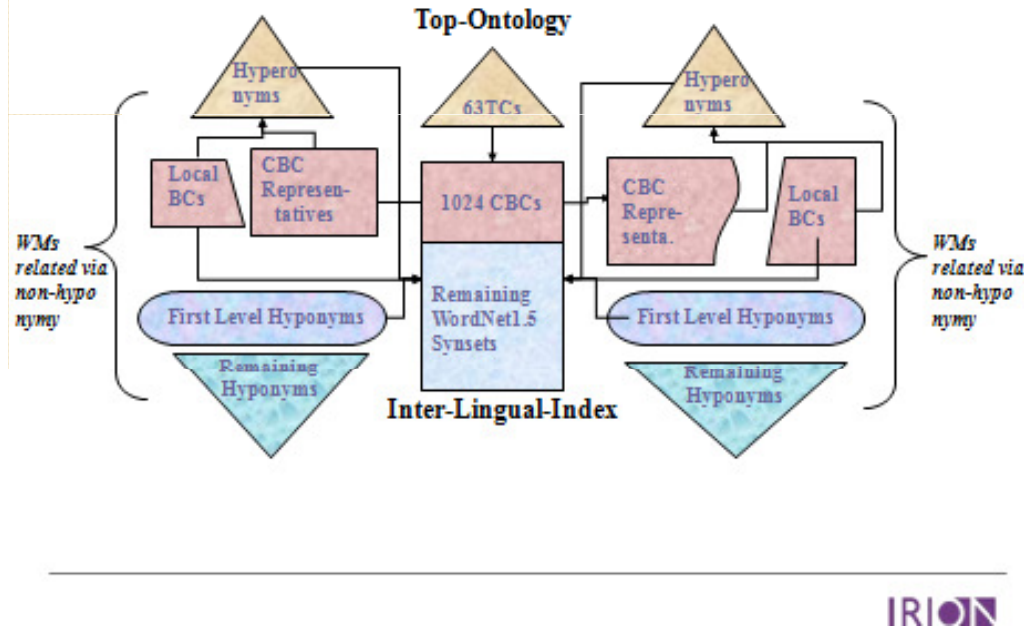 Top-Ontology
Hypero
nyms
63TCs
Hypero
nyms
Local
BCs
CBC
Represen-
tatives
1024 CBCs
CBC
Repre-
senta.
Local
BCs
WMs
related via
non-hypo
nymy
Remaining
WordNet1.5
Synsets
WMs
related via
non-hypo
nymy
First Level Hyponyms
First Level Hyponyms
Remaining
Hyponyms
Remaining
Hyponyms
Inter-Lingual-Index
IRION